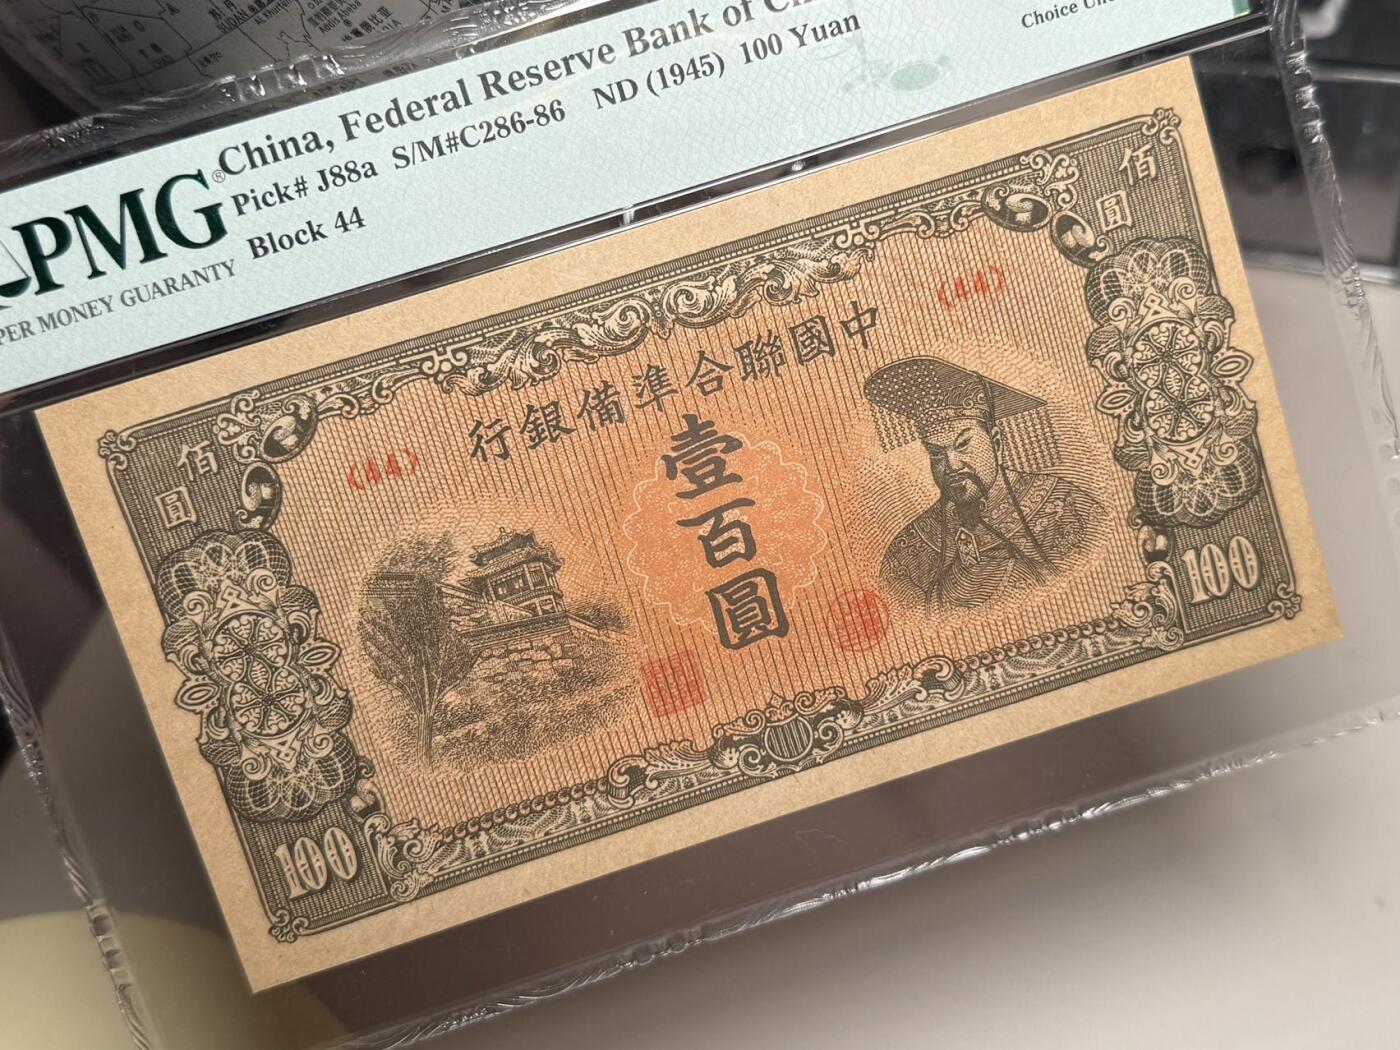 China, Federal Reserve Bank of
Pick# J88a S/M#C286-86 ND (1945) 100 Yuan
Block 44
Choice
PMG®
MONEY GUARANTY
佰圓
佰圓
(44)
(44)
行銀備準合聯國中
壹百圓
100
100